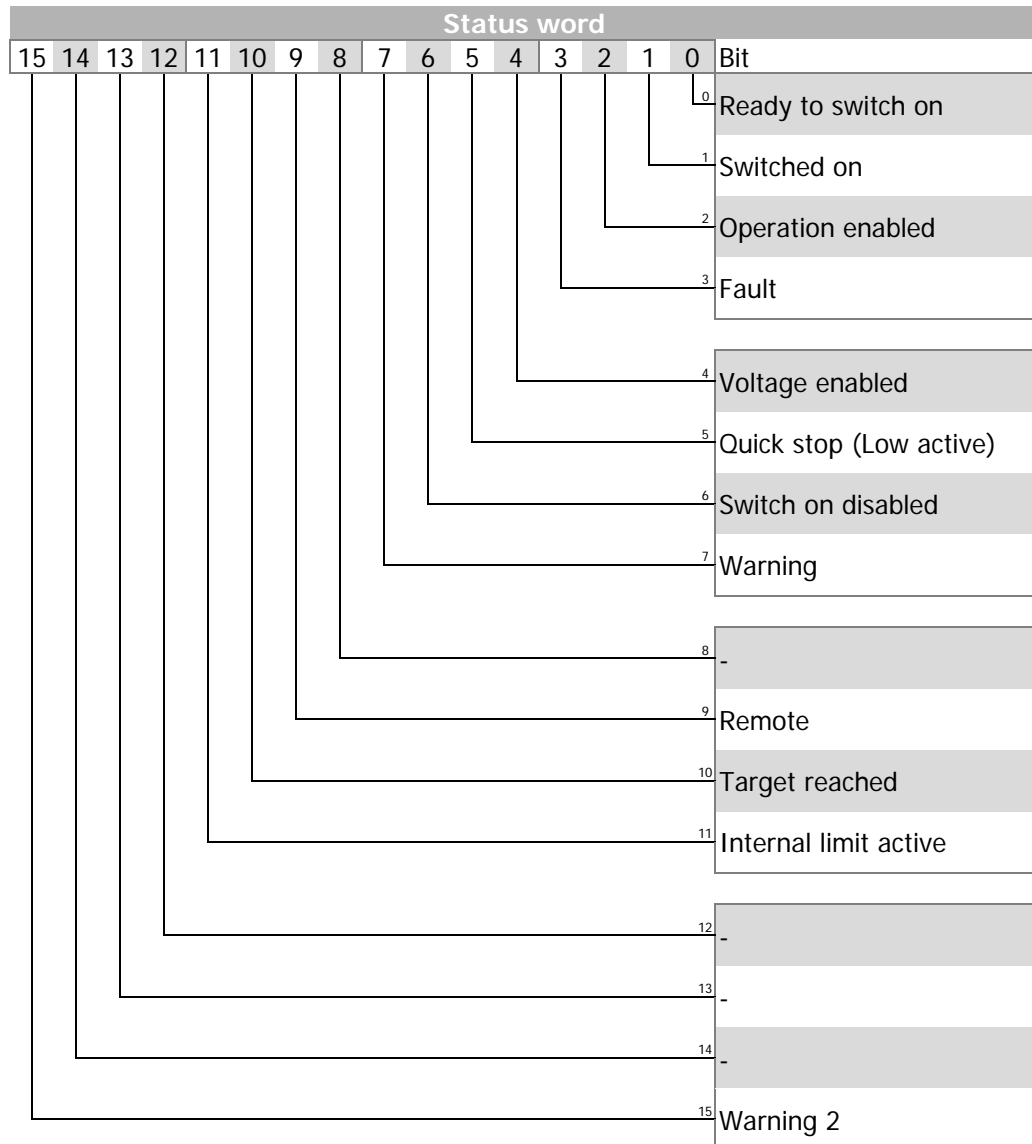 Status word
15 14 13 12 11 10 9 8 7 6 5 4 3 2 1 0 Bit
0 Ready to switch on
1 Switched on
2 Operation enabled
3 Fault
4 Voltage enabled
5 Quick stop (Low active)
6 Switch on disabled
7 Warning
8 -
9 Remote
10 Target reached
11 Internal limit active
12 -
13 -
14 -
15 Warning 2